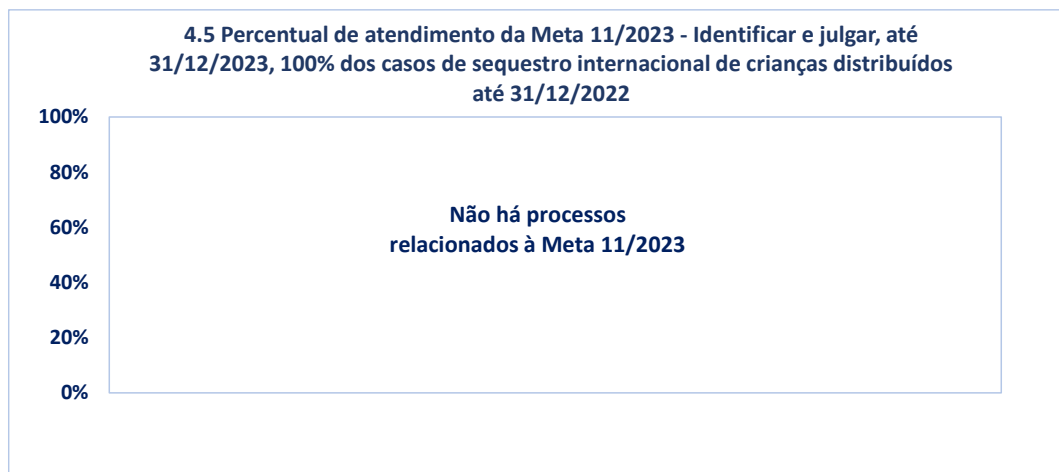 4.5 Percentual de atendimento da Meta 11/2023 - Identificar e julgar, até
31/12/2023, 100% dos casos de sequestro internacional de crianças distribuídos
até 31/12/2022
100%
80%
60%
40%
20%
0%
Não há processos
relacionados à Meta 11/2023